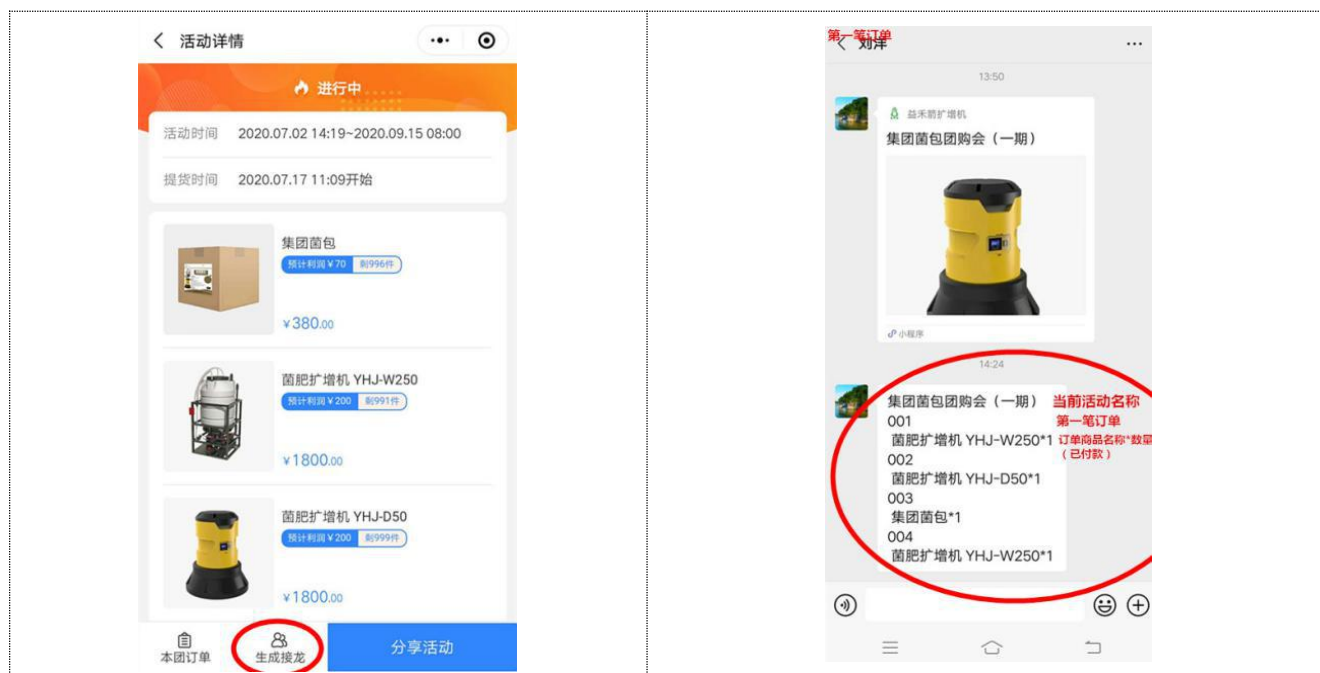 活动详情
进行中
活动时间 2020.07.02 14:19~2020.09.15 08:00
提货时间 2020.07.17 11:09开始
集团菌包
预计利润￥70 剩996件
￥380.00
菌肥扩增机 YHJ-W250
预计利润￥200 剩991件
￥1800.00
菌肥扩增机 YHJ-D50
预计利润￥200 剩999件
￥1800.00
本团订单
生成接龙
分享活动
第一笔订单
刘洋
13:50
益禾箭扩增机
集团菌包团购会（一期）
小程序
14:24
集团菌包团购会（一期） 当前活动名称
001 第一笔订单
菌肥扩增机 YHJ-W250*1 订单商品名称*数量
（已付款）
002
菌肥扩增机 YHJ-D50*1
003
集团菌包*1
004
菌肥扩增机 YHJ-W250*1